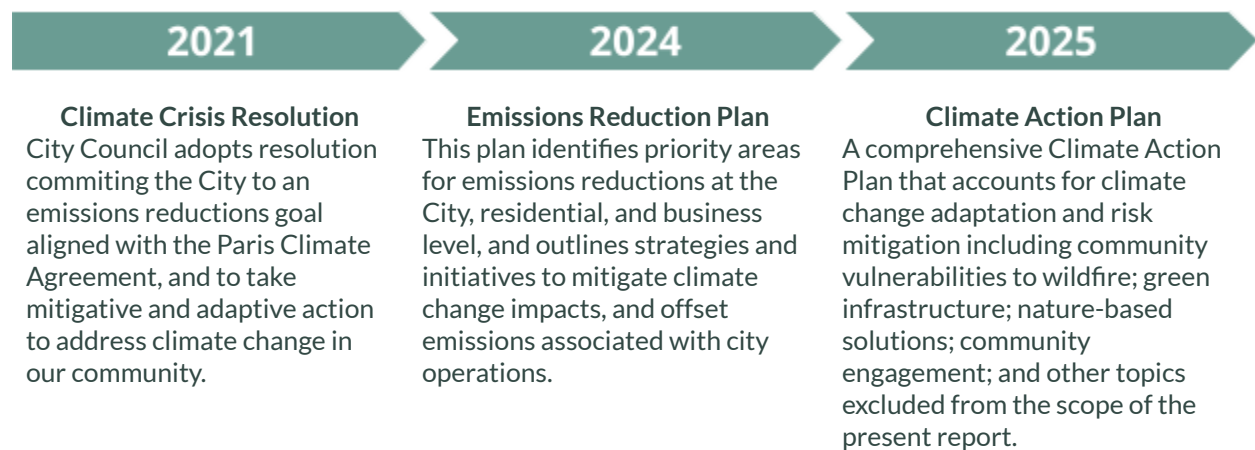 2021
2024
2025
Climate Crisis Resolution
City Council adopts resolution
commiting the City to an
emissions reductions goal
aligned with the Paris Climate
Agreement, and to take
mitigative and adaptive action
to address climate change in
our community.
Emissions Reduction Plan
This plan identifies priority areas
for emissions reductions at the
City, residential, and business
level, and outlines strategies and
initiatives to mitigate climate
change impacts, and offset
emissions associated with city
operations.
Climate Action Plan
A comprehensive Climate Action
Plan that accounts for climate
change adaptation and risk
mitigation including community
vulnerabilities to wildfire; green
infrastructure; nature-based
solutions; community
engagement; and other topics
excluded from the scope of the
present report.